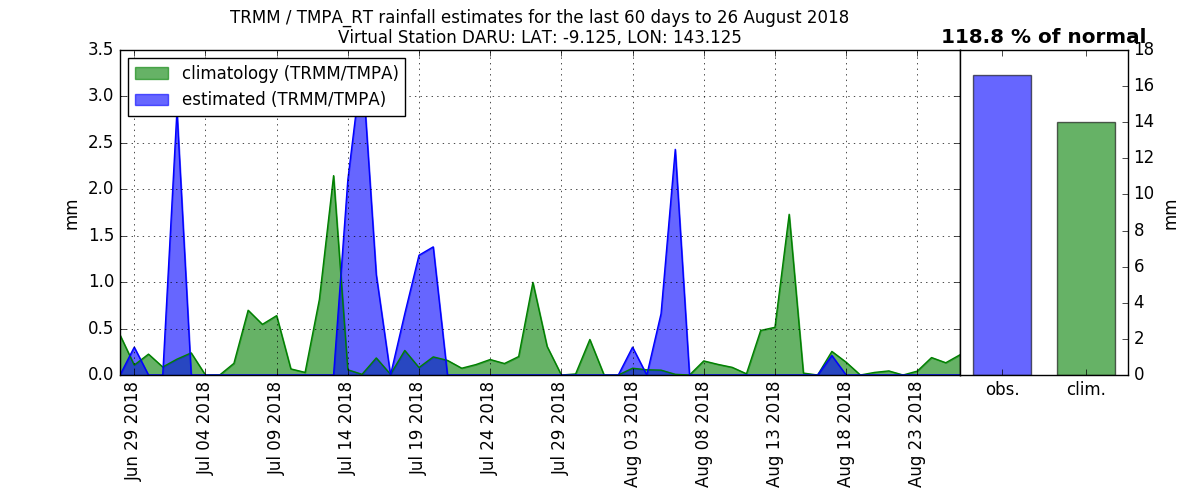 TRMM / TMPA_RT rainfall estimates for the last 60 days to 26 August 2018
Virtual Station DARU: LAT: -9.125, LON: 143.125
118.8 % of normal
climatology (TRMM/TMPA)
estimated (TRMM/TMPA)
3.5
3.0
2.5
2.0
1.5
1.0
0.5
0.0
mm
Jun 29 2018
Jul 04 2018
Jul 09 2018
Jul 14 2018
Jul 19 2018
Jul 24 2018
Jul 29 2018
Aug 03 2018
Aug 08 2018
Aug 13 2018
Aug 18 2018
Aug 23 2018
obs.
clim.
18
16
14
12
10
8
6
4
2
0
mm